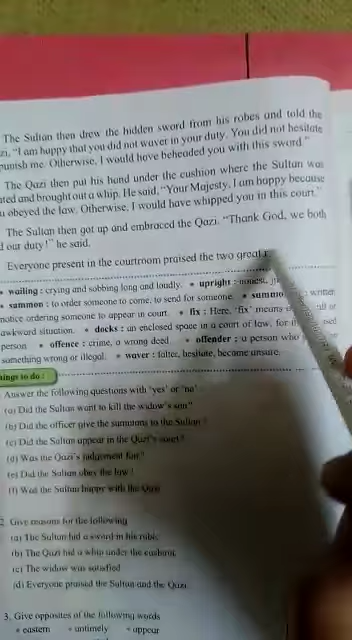 The Sultan then drew the hidden sword from his robes and told the
zi, "I am happy that you did not waver in your duty. You did not hesitate
punish me. Otherwise, I would have beheaded you with this sword."
The Qazi then put his hand under the cushion where the Sultan was
ted and brought out a whip. He said, "Your Majesty, I am happy because
u obeyed the law. Otherwise, I would have whipped you in this court."
The Sultan then got up and embraced the Qazi. "Thank God, we both
d our duty!" he said.
Everyone present in the courtroom praised the two great
• wailing : crying and sobbing long and loudly. • upright : honest,
• summon : to order someone to come, to send for someone. • summo written
notice ordering someone to appear in court. • fix : Here, 'fix' means
awkward situation. • docks : an enclosed space in a court of law, for
person • offence : crime, a wrong deed. • offender : a person who
something wrong or illegal. • waver : falter, hesitate, become unsure.
ings to do :
Answer the following questions with 'yes' or 'no'
(a) Did the Sultan want to kill the widow's son?
(b) Did the officer give the summons to the Sultan?
(c) Did the Sultan appear in the Qazi's court?
(d) Was the Qazi's judgement fair?
(e) Did the Sultan obey the law?
(f) Was the Sultan happy with the Qazi
2. Give reasons for the following
(a) The Sultan hid a sword in his robe.
(b) The Qazi hid a whip under the cushion.
(c) The widow was satisfied
(d) Everyone praised the Sultan and the Qazi.
3. Give opposites of the following words
• eastern • untimely • appear